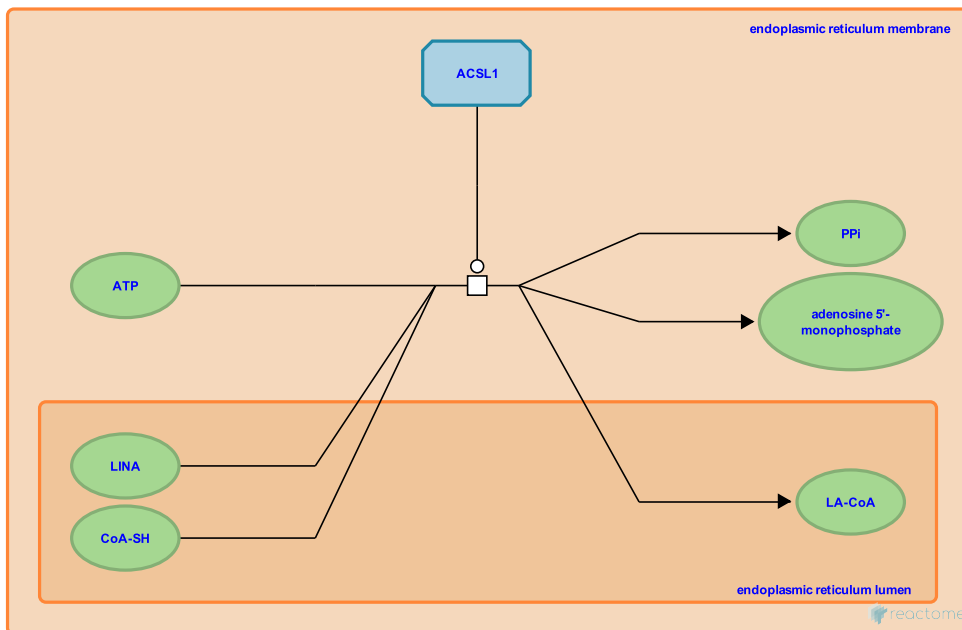 endoplasmic reticulum membrane
ACSL1
PPi
ATP
adenosine 5'-
monophosphate
LINA
LA-CoA
CoA-SH
endoplasmic reticulum lumen
reactome